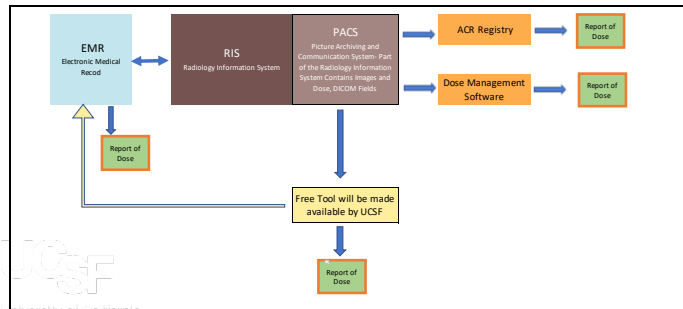 EMR
Electronic Medical
Recod
RIS
Radiology Information System
PACS
Picture Archiving and
Communication System- Part
of the Radiology Information
System Contains Images and
Dose, DICOM Fields
ACR Registry
Report of
Dose
Dose Management
Software
Report of
Dose
Report of
Dose
Free Tool will be made
available by UCSF
Report of
Dose
UCSF